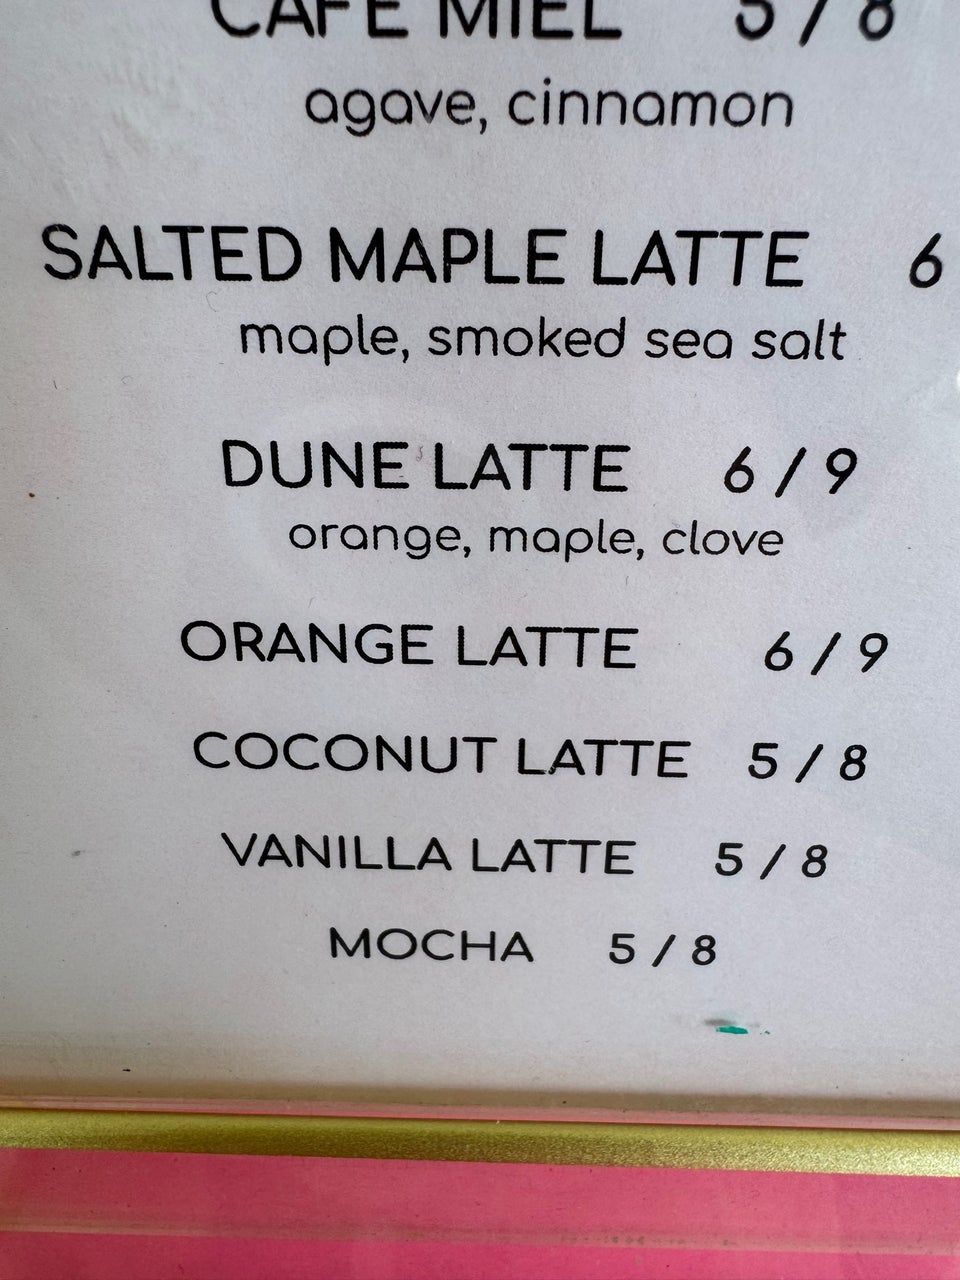 CAFE MIEL 5 / 8
agave, cinnamon
SALTED MAPLE LATTE 6
maple, smoked sea salt
DUNE LATTE 6 / 9
orange, maple, clove
ORANGE LATTE 6 / 9
COCONUT LATTE 5 / 8
VANILLA LATTE 5 / 8
MOCHA 5 / 8